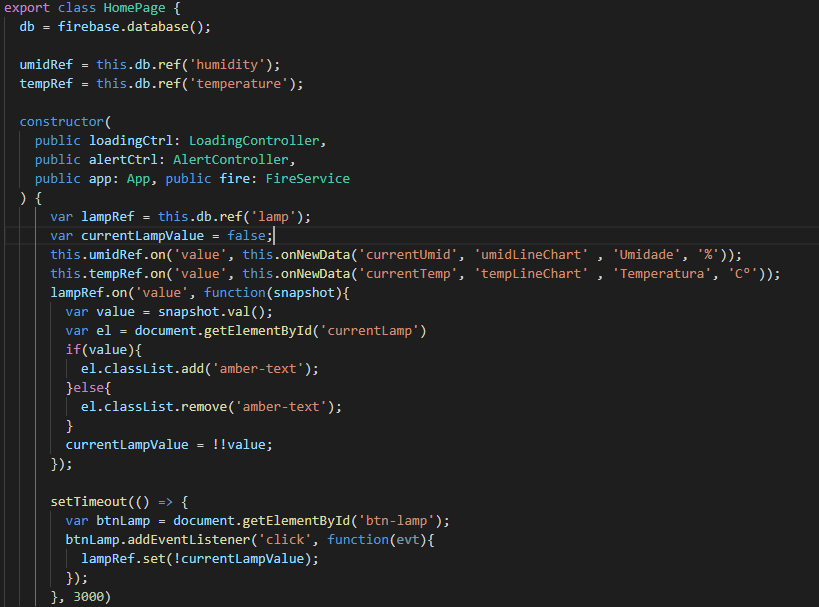 export class HomePage {
db = firebase.database();
umidRef = this.db.ref('humidity');
tempRef = this.db.ref('temperature');
constructor(
public loadingCtrl: LoadingController,
public alertCtrl: AlertController,
public app: App, public fire: FireService
) {
var lampRef = this.db.ref('lamp');
var currentLampValue = false;
this.umidRef.on('value', this.onNewData('currentUmid', 'umidLineChart' , 'Umidade', '%'));
this.tempRef.on('value', this.onNewData('currentTemp', 'tempLineChart' , 'Temperatura', 'C°'));
lampRef.on('value', function(snapshot){
var value = snapshot.val();
var el = document.getElementById('currentLamp')
if(value){
el.classList.add('amber-text');
}else{
el.classList.remove('amber-text');
}
currentLampValue = !!value;
});
setTimeout(() => {
var btnLamp = document.getElementById('btn-lamp');
btnLamp.addEventListener('click', function(evt){
lampRef.set(!currentLampValue);
});
}, 3000)